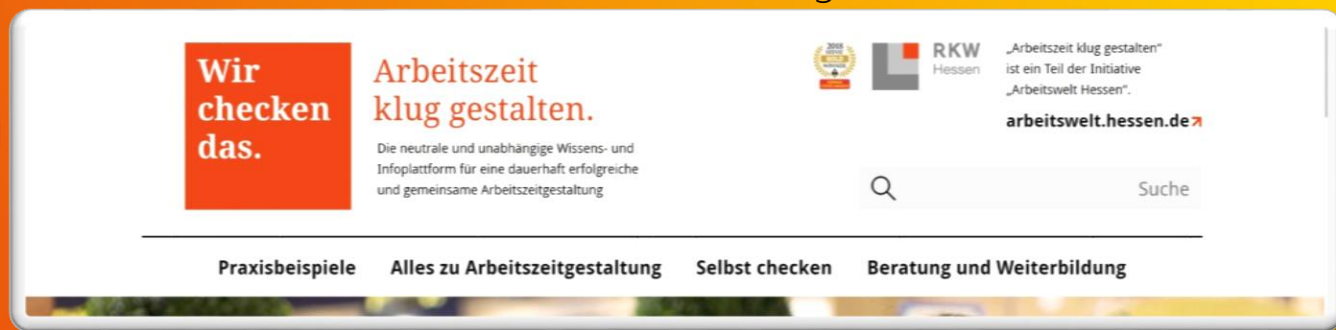 Wir
checken
das.
Arbeitszeit
klug gestalten.
Die neutrale und unabhängige Wissens- und
Infoplattform für eine dauerhaft erfolgreiche
und gemeinsame Arbeitszeitgestaltung
RKW
Hessen
„Arbeitszeit klug gestalten"
ist ein Teil der Initiative
„Arbeitswelt Hessen".
arbeitswelt.hessen.de
Suche
Praxisbeispiele Alles zu Arbeitszeitgestaltung Selbst checken Beratung und Weiterbildung